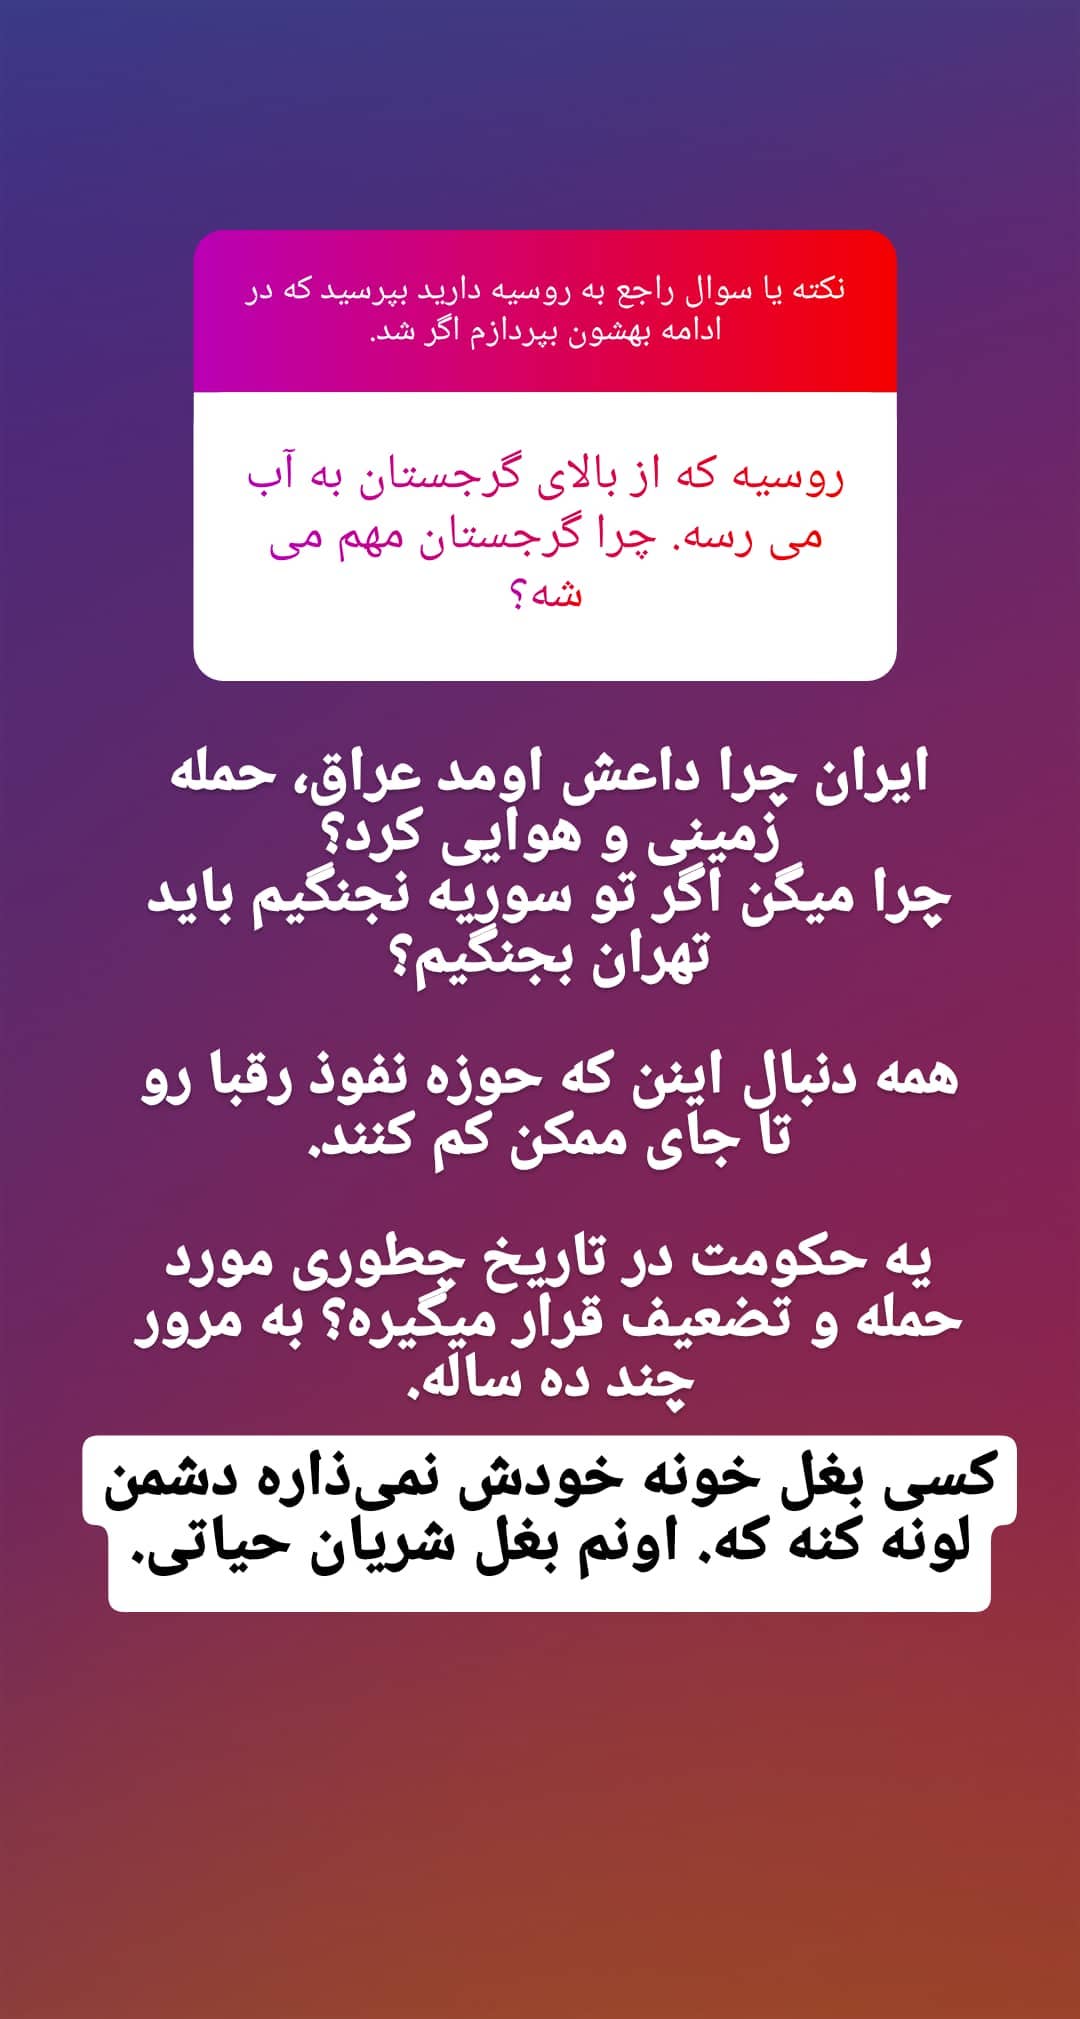 نکته یا سوال راجع به روسیه دارید بپرسید که در
ادامه بهشون بپردازم اگر شد.
روسیه که از بالای گرجستان به آب
می رسه. چرا گرجستان مهم می
شه؟
ایران چرا داعش اومد عراق، حمله
زمینی و هوایی کرد؟
چرا میگن اگر تو سوریه نجنگیم باید
تهران بجنگیم؟
همه دنبال اینن که حوزه نفوذ رقبا رو
تا جای ممکن کم کنند.
یه حکومت در تاریخ چطوری مورد
حمله و تضعیف قرار میگیره؟ به مرور
چند ده ساله.
کسی بغل خونه خودش نمی‌ذاره دشمن
لونه کنه که. اونم بغل شریان حیاتی.